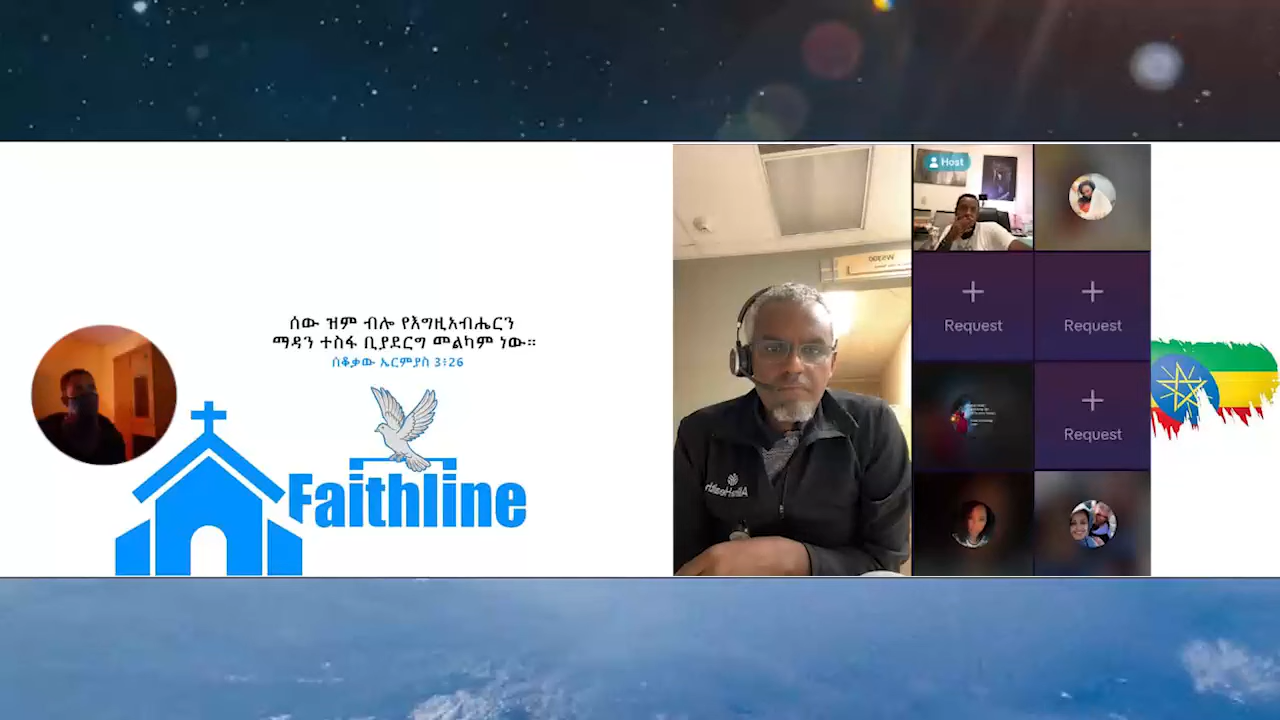 ሰው ዝም ብሎ የእግዚአብሔርን
ማዳን ተስፋ ቢያደርግ መልካም ነው።
ሰቆቃው ኤርምያስ 3፥26
Faithline
Host
Request
Request
Request